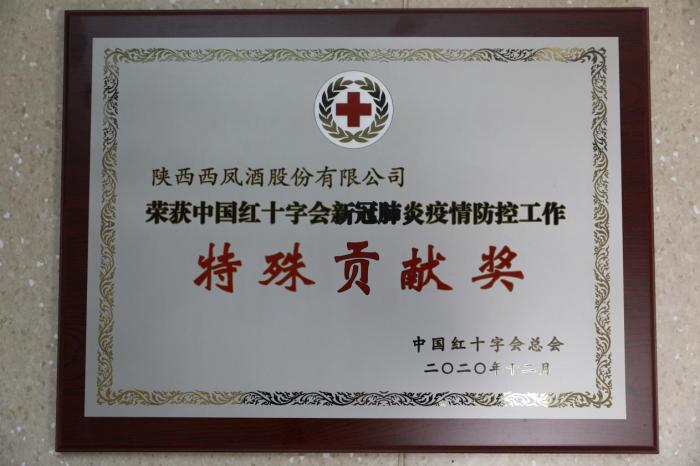 陕西西凤酒股份有限公司
荣获中国红十字会新冠肺炎疫情防控工作
特殊贡献奖
中国红十字会总会
二〇二〇年十二月